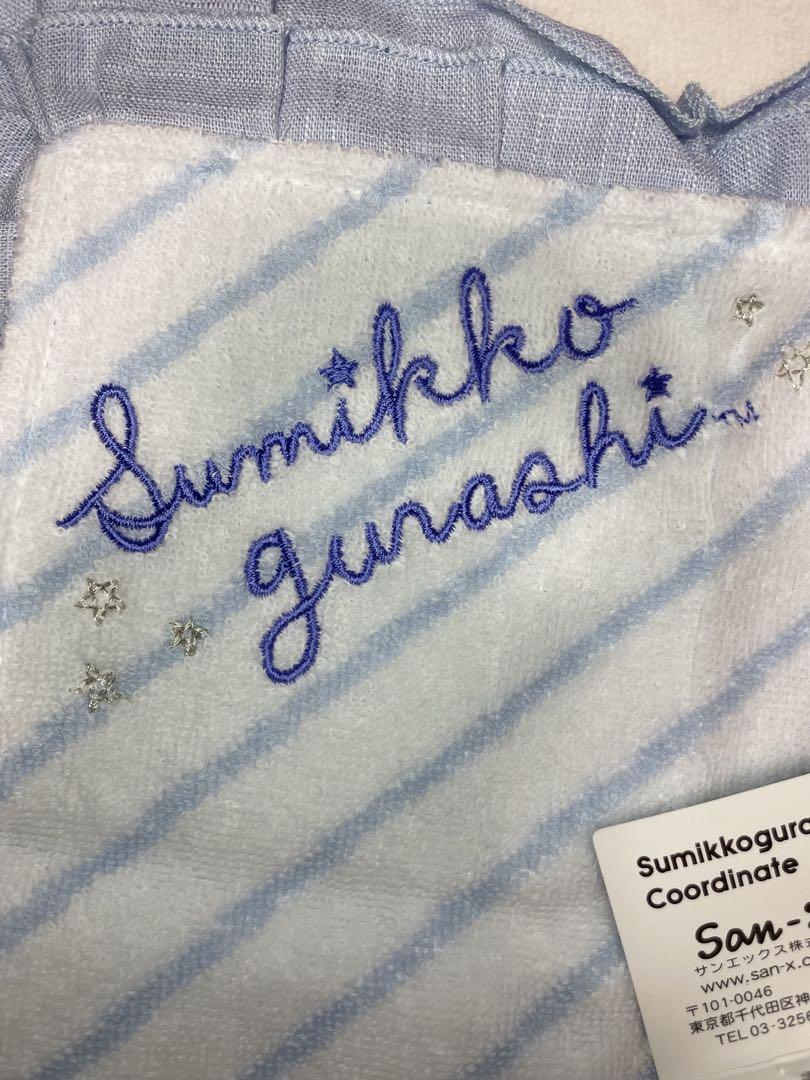 Sumikko
gurashi TM
Sumikkogura
Coordinate
San-
サンエックス株式
www.san-x.c
〒101-0046
東京都千代田区神
TEL 03-3256